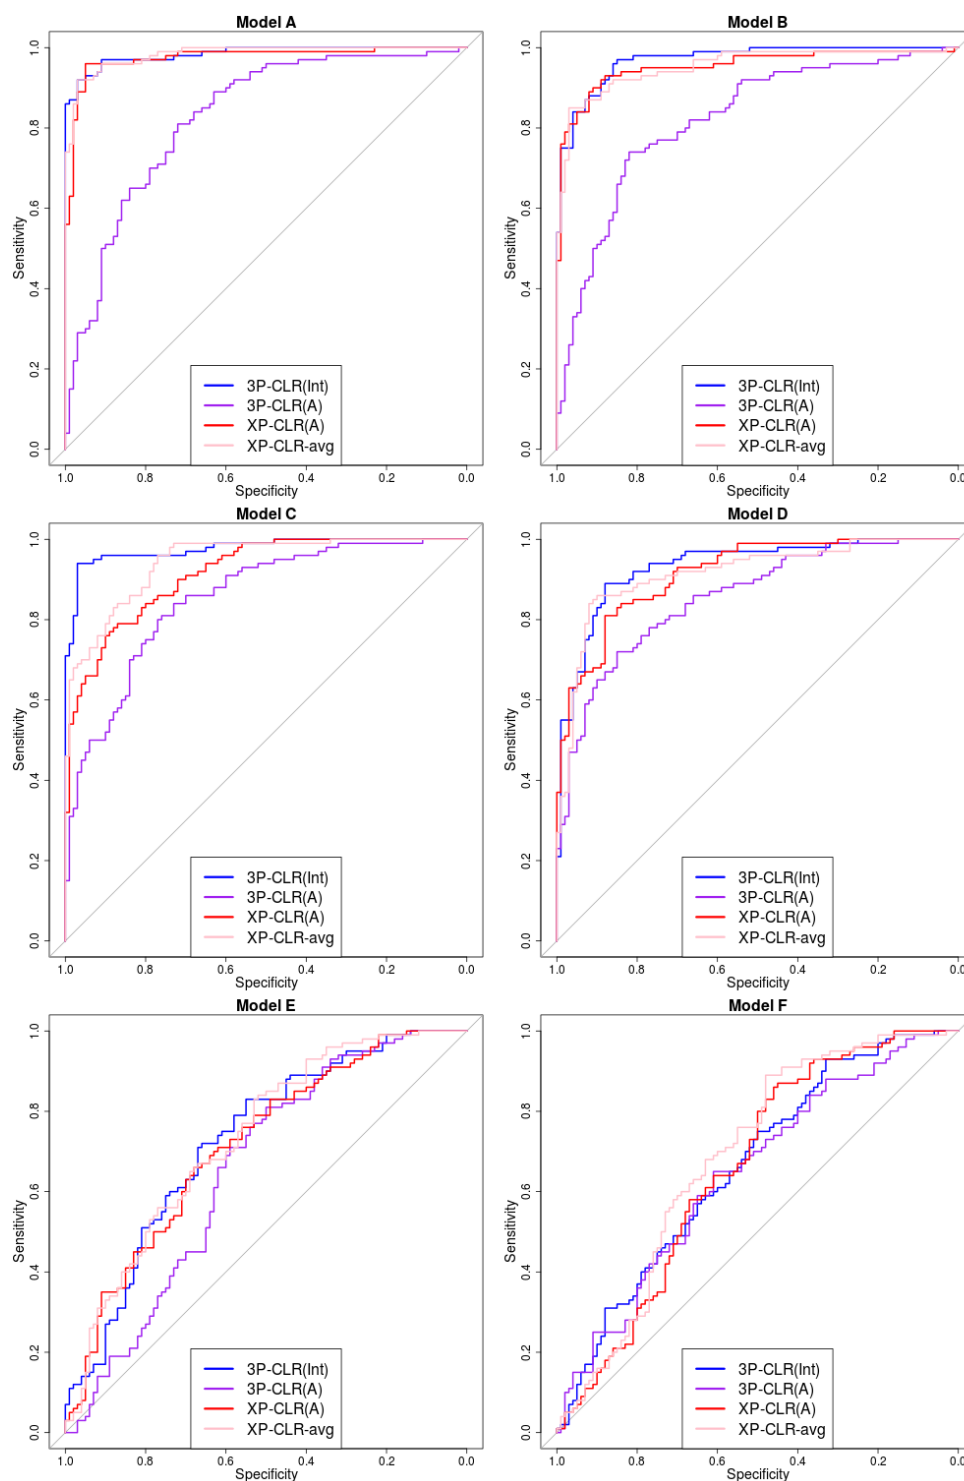 Model A
Sensitivity
1.0
0.8
0.6
0.4
0.2
0.0
3P-CLR(Int)
3P-CLR(A)
XP-CLR(A)
XP-CLR-avg
1.0 0.8 0.6 0.4 0.2 0.0
Specificity
Model B
Sensitivity
1.0
0.8
0.6
0.4
0.2
0.0
3P-CLR(Int)
3P-CLR(A)
XP-CLR(A)
XP-CLR-avg
1.0 0.8 0.6 0.4 0.2 0.0
Specificity
Model C
Sensitivity
1.0
0.8
0.6
0.4
0.2
0.0
3P-CLR(Int)
3P-CLR(A)
XP-CLR(A)
XP-CLR-avg
1.0 0.8 0.6 0.4 0.2 0.0
Specificity
Model D
Sensitivity
1.0
0.8
0.6
0.4
0.2
0.0
3P-CLR(Int)
3P-CLR(A)
XP-CLR(A)
XP-CLR-avg
1.0 0.8 0.6 0.4 0.2 0.0
Specificity
Model E
Sensitivity
1.0
0.8
0.6
0.4
0.2
0.0
3P-CLR(Int)
3P-CLR(A)
XP-CLR(A)
XP-CLR-avg
1.0 0.8 0.6 0.4 0.2 0.0
Specificity
Model F
Sensitivity
1.0
0.8
0.6
0.4
0.2
0.0
3P-CLR(Int)
3P-CLR(A)
XP-CLR(A)
XP-CLR-avg
1.0 0.8 0.6 0.4 0.2 0.0
Specificity